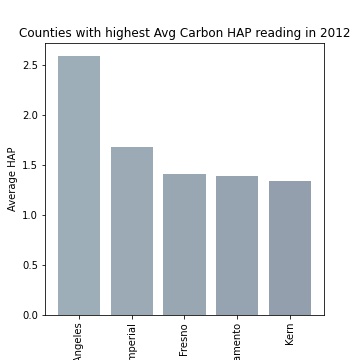 Counties with highest Avg Carbon HAP reading in 2012
2.5
2.0
1.5
1.0
0.5
0.0
Average HAP
Angeles
mperial
Fresno
amento
Kern